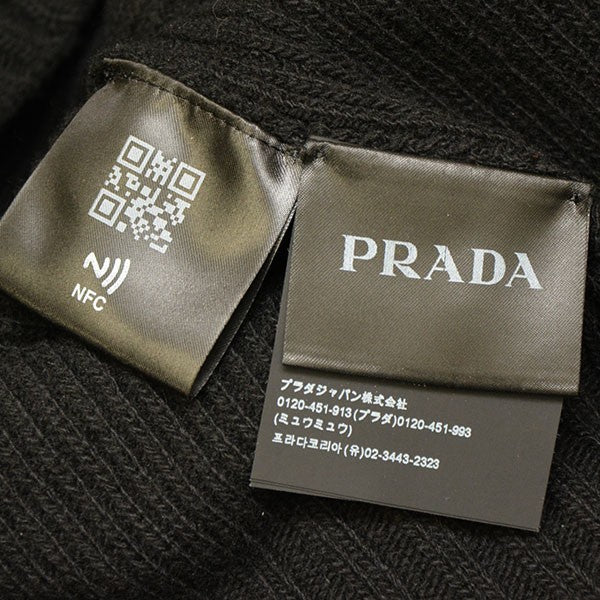 NFC
PRADA
プラダジャパン株式会社
0120-451-913(プラダ)0120-451-993
(ミュウミュウ)
프라다코리아(유)02-3443-2323